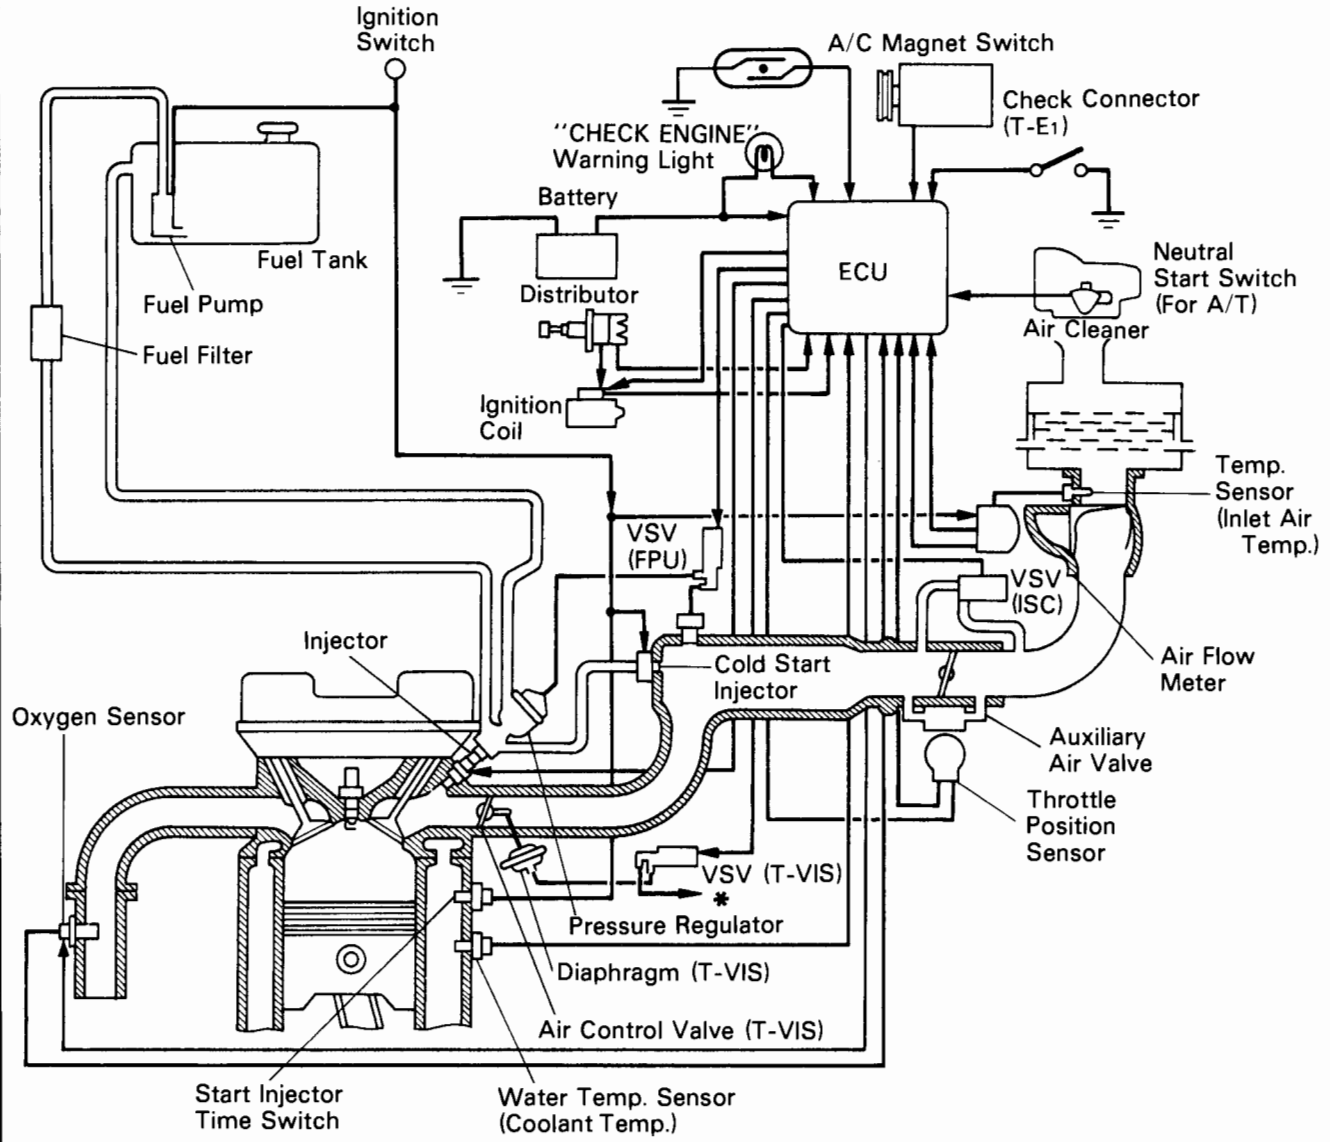 Ignition
Switch
A/C Magnet Switch
Check Connector
(T-E1)
"CHECK ENGINE"
Warning Light
Battery
Fuel Tank
ECU
Neutral
Start Switch
(For A/T)
Fuel Pump
Distributor
Air Cleaner
Fuel Filter
Ignition
Coil
Temp.
Sensor
(Inlet Air
Temp.)
VSV
(FPU)
VSV
(ISC)
Injector
Cold Start
Injector
Air Flow
Meter
Oxygen Sensor
Auxiliary
Air Valve
Throttle
Position
Sensor
VSV (T-VIS)
*
Pressure Regulator
Diaphragm (T-VIS)
Air Control Valve (T-VIS)
Start Injector
Time Switch
Water Temp. Sensor
(Coolant Temp.)